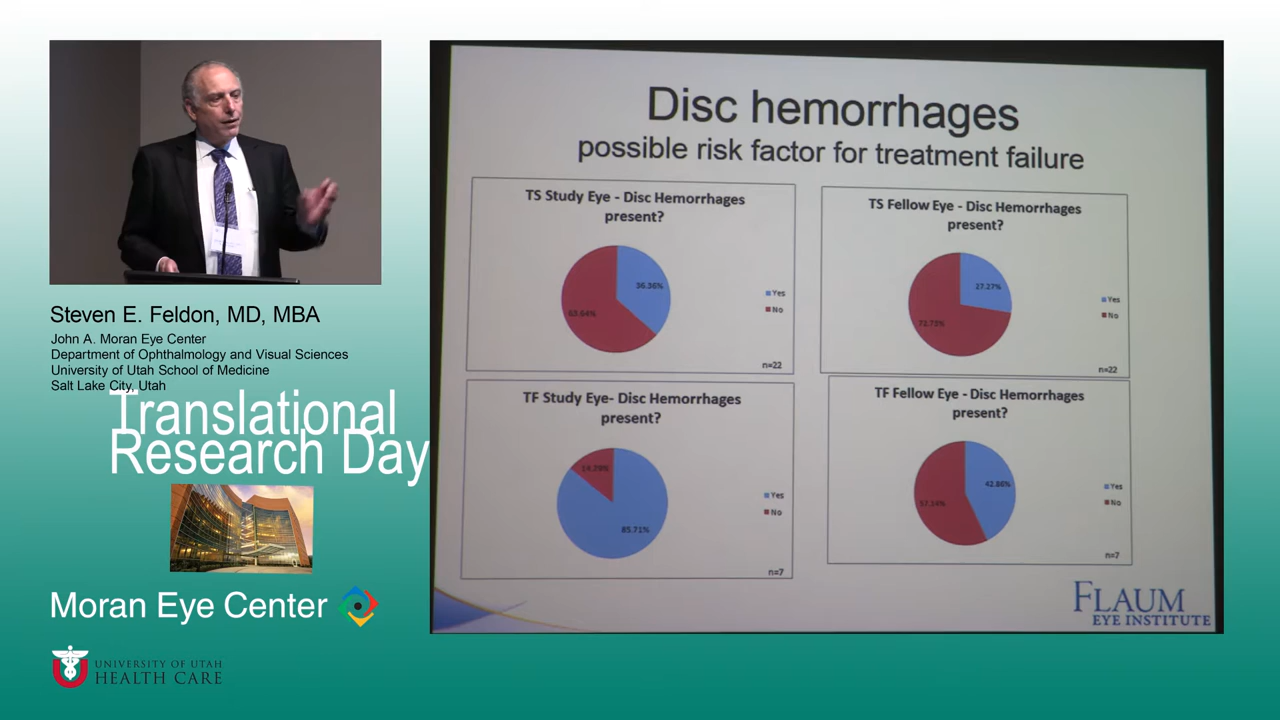 Disc hemorrhages
possible risk factor for treatment failure
TS Study Eye - Disc Hemorrhages
present?
36.36%
63.64%
Yes
No
n=22
TS Fellow Eye - Disc Hemorrhages
present?
27.27%
72.73%
Yes
No
n=22
TF Study Eye- Disc Hemorrhages
present?
14.29%
85.71%
Yes
No
n=7
TF Fellow Eye - Disc Hemorrhages
present?
42.86%
57.14%
Yes
No
n=7
FLAUM
EYE INSTITUTE
Steven E. Feldon, MD, MBA
John A. Moran Eye Center
Department of Ophthalmology and Visual Sciences
University of Utah School of Medicine
Salt Lake City, Utah
Translational
Research Day
Moran Eye Center
UNIVERSITY OF UTAH
HEALTH CARE